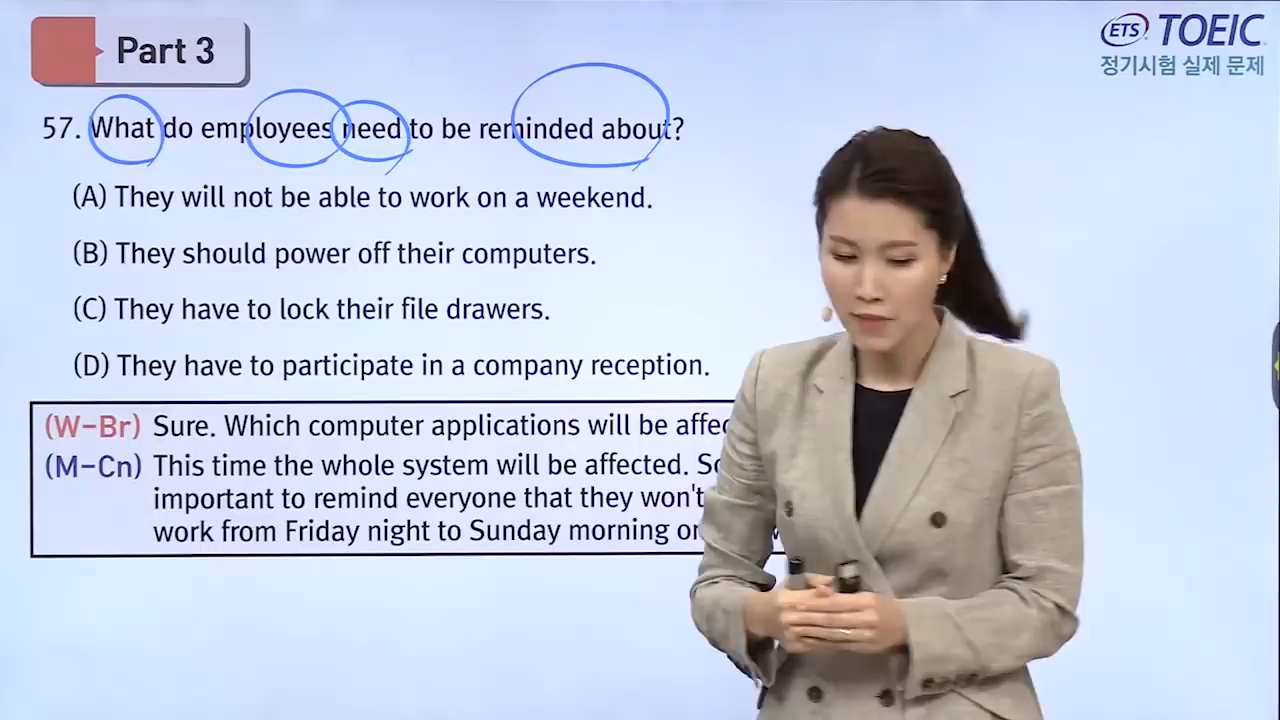 Part 3
ETS TOEIC
정기시험 실제 문제
57. What do employees need to be reminded about?
(A) They will not be able to work on a weekend.
(B) They should power off their computers.
(C) They have to lock their file drawers.
(D) They have to participate in a company reception.
(W-Br) Sure. Which computer applications will be
(M-Cn) This time the whole system will be affected.
important to remind everyone that they won't
work from Friday night to Sunday morning